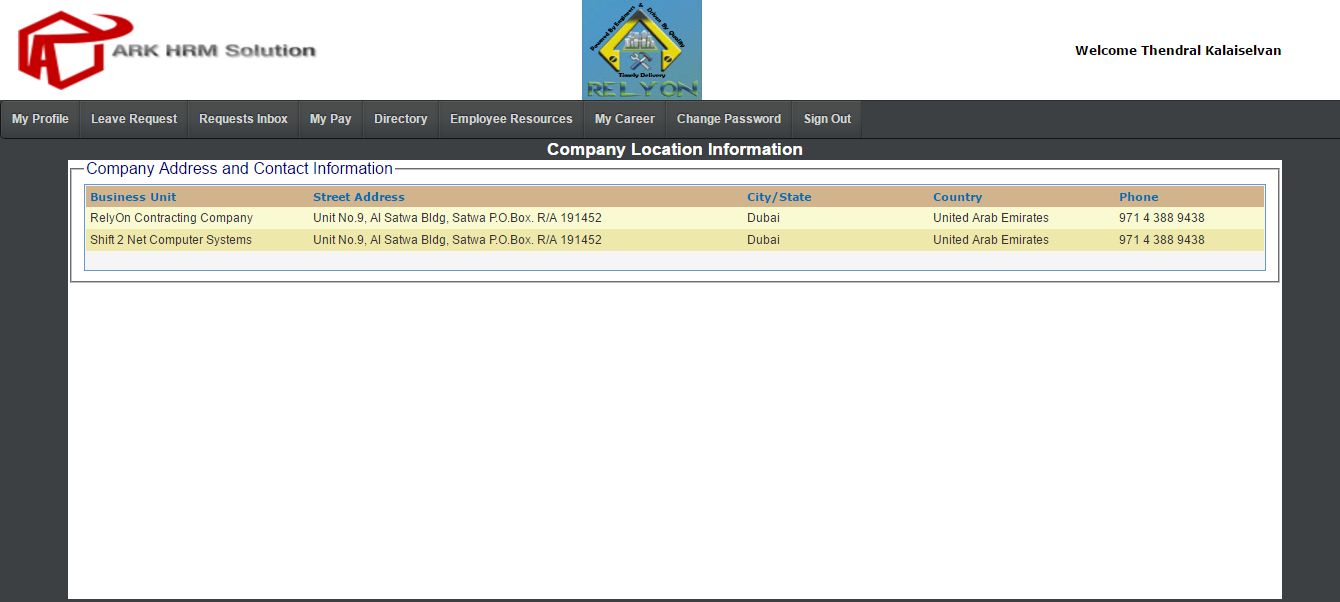 ARK HRM Solution
Powered By Engineers & Driven By Quality
Timely Delivery
RELYON
Welcome Thendral Kalaiselvan
My Profile Leave Request Requests Inbox My Pay Directory Employee Resources My Career Change Password Sign Out
Company Location Information
Company Address and Contact Information
Business Unit Street Address City/State Country Phone
RelyOn Contracting Company Unit No.9, Al Satwa Bldg, Satwa P.O.Box. R/A 191452 Dubai United Arab Emirates 971 4 388 9438
Shift 2 Net Computer Systems Unit No.9, Al Satwa Bldg, Satwa P.O.Box. R/A 191452 Dubai United Arab Emirates 971 4 388 9438